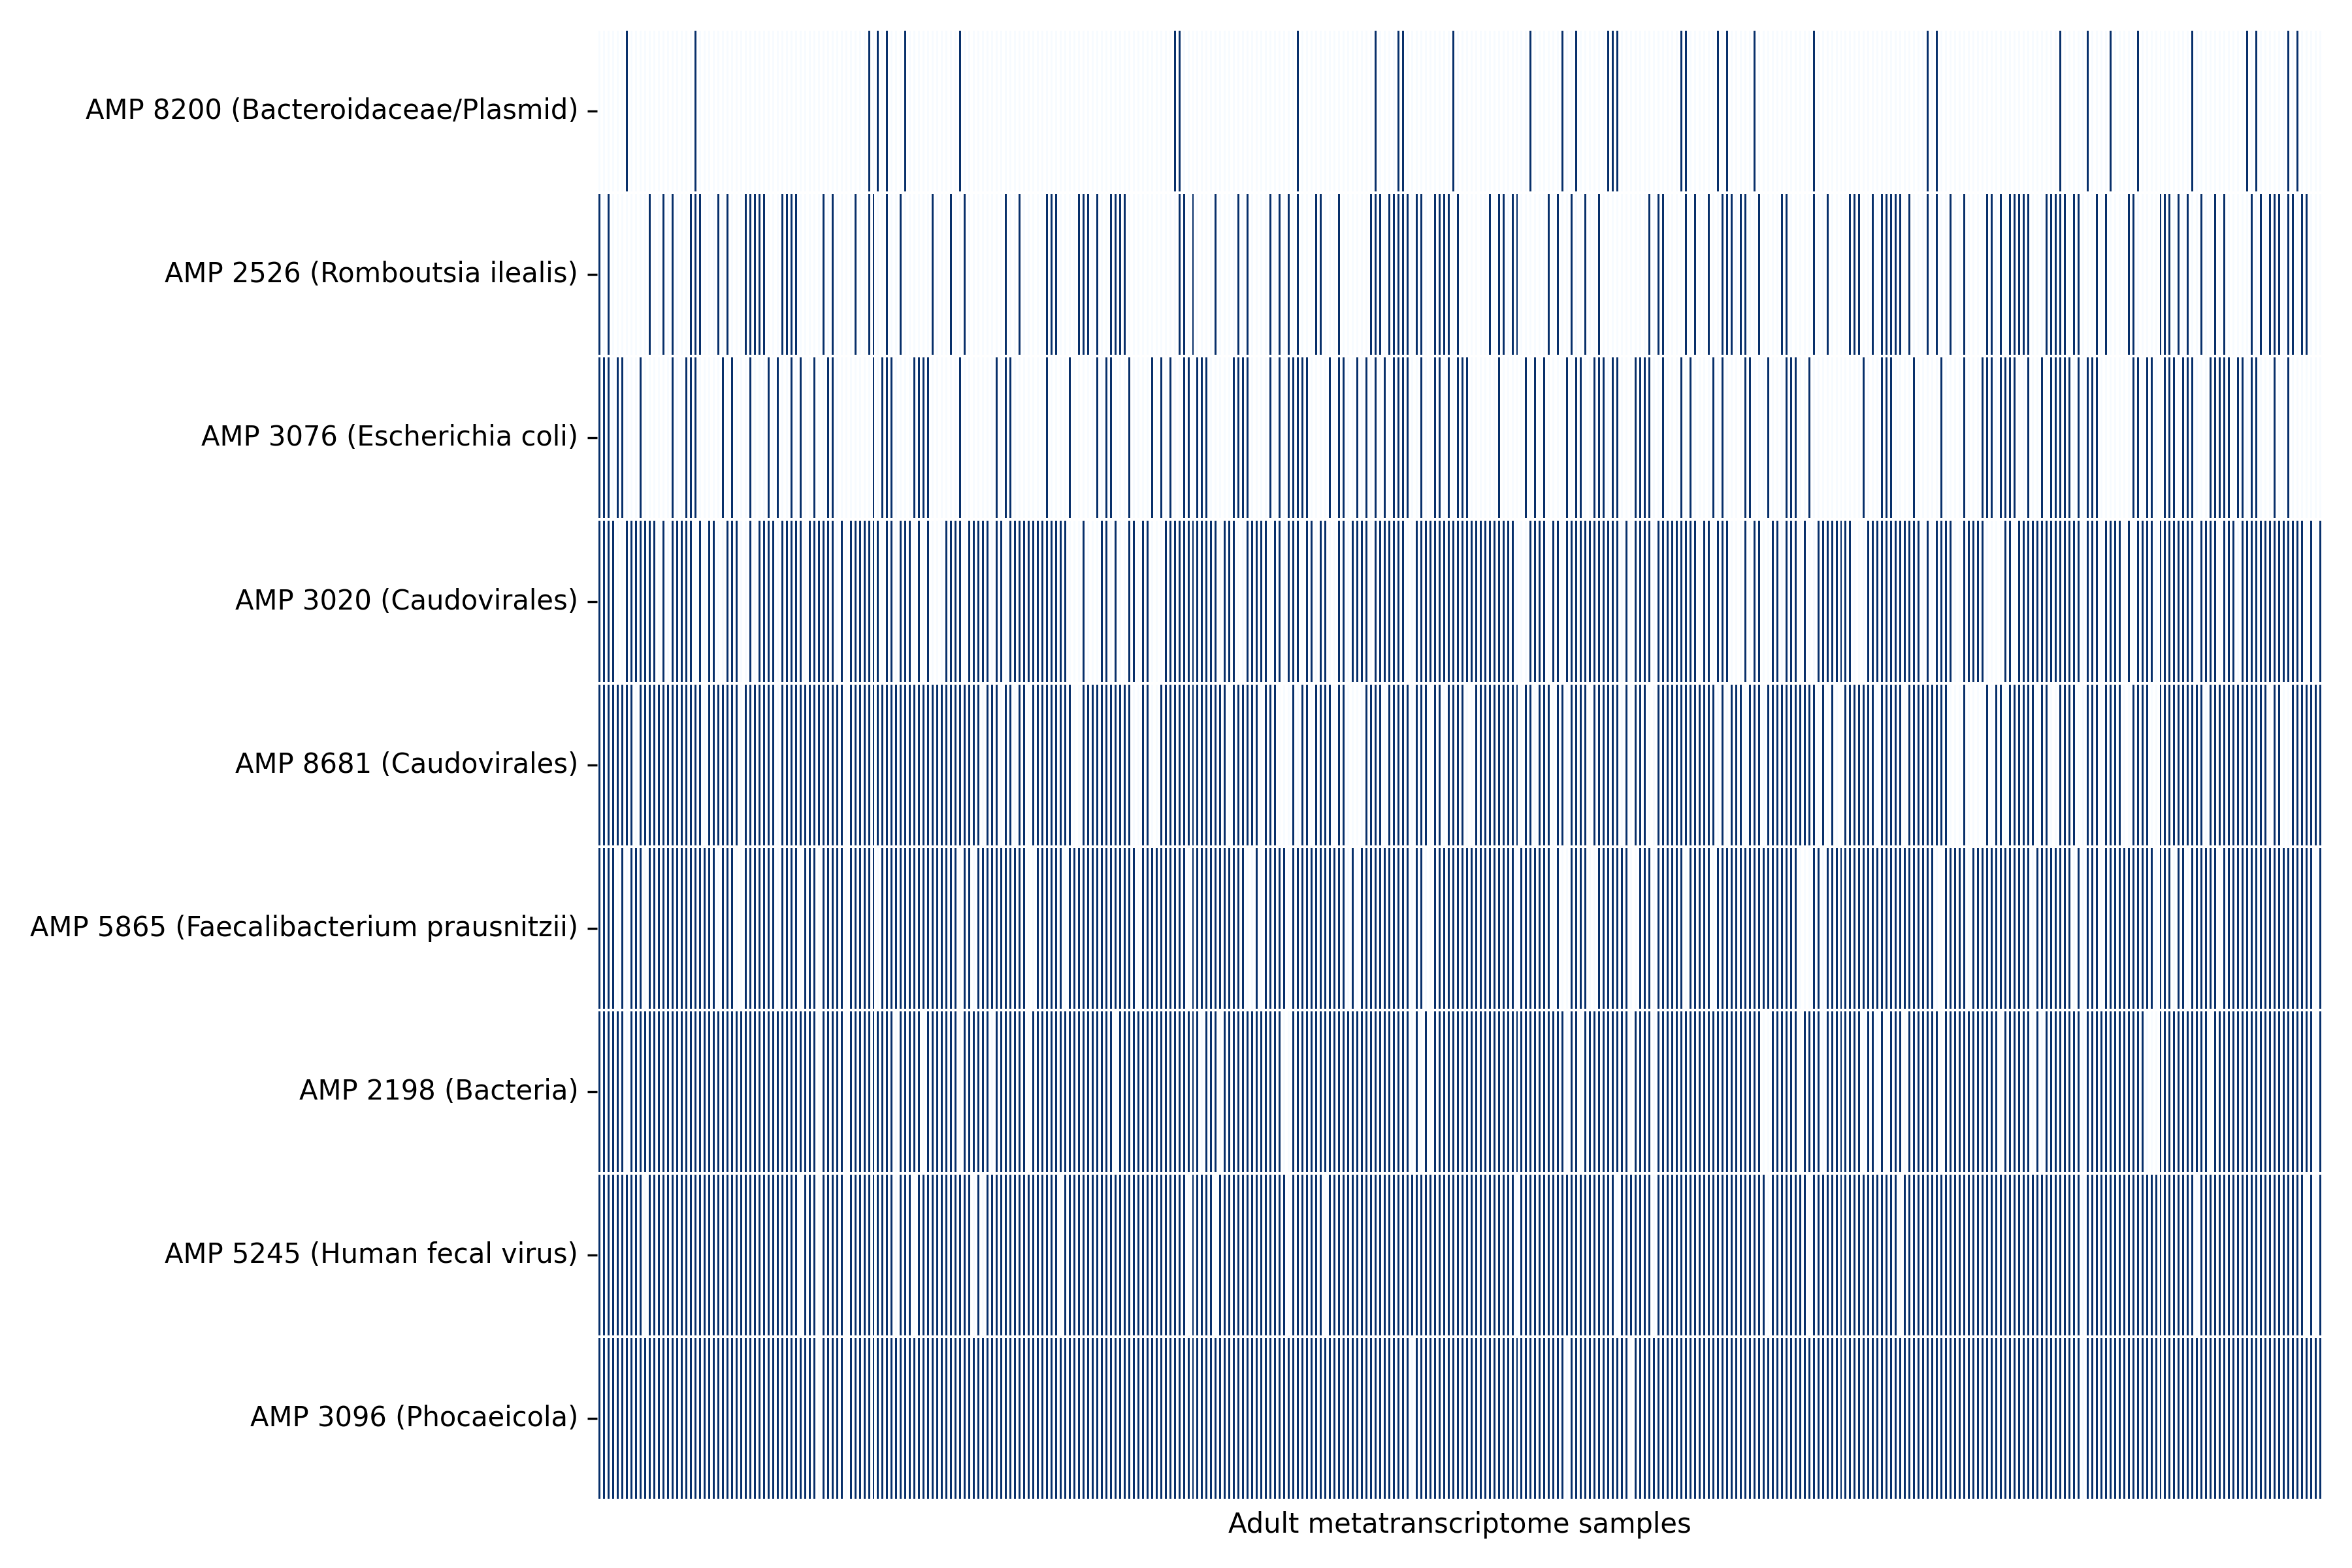 AMP 8200 (Bacteroidaceae/Plasmid)
AMP 2526 (Romboutsia ilealis)
AMP 3076 (Escherichia coli)
AMP 3020 (Caudovirales)
AMP 8681 (Caudovirales)
AMP 5865 (Faecalibacterium prausnitzii)
AMP 2198 (Bacteria)
AMP 5245 (Human fecal virus)
AMP 3096 (Phocaeicola)
Adult metatranscriptome samples